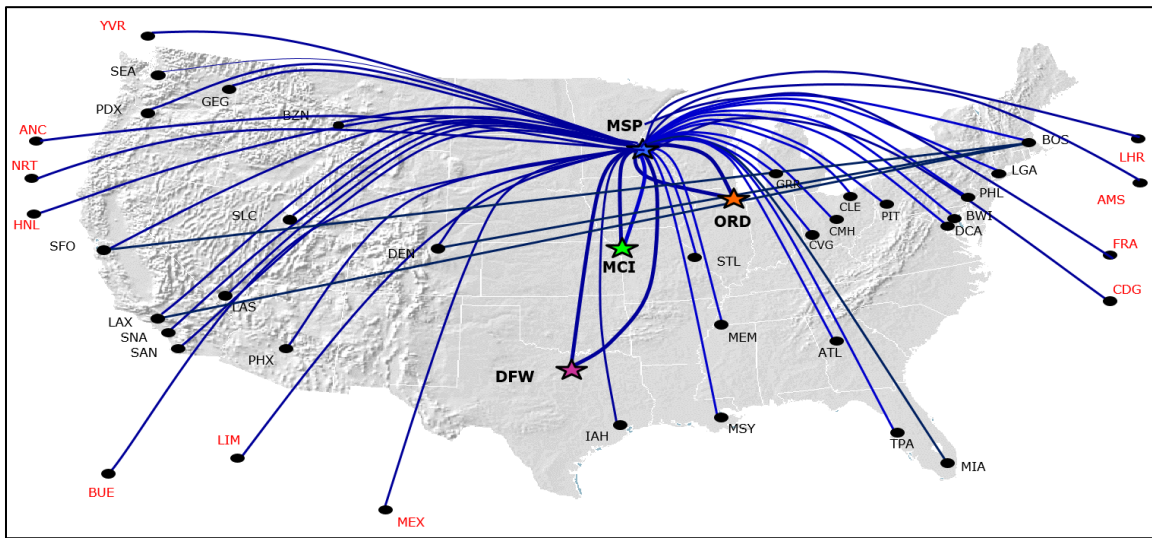 YVR
SEA
GEG
PDX
BZN
MSP
ANC
BOS
LHR
NRT
GRR
LGA
HNL
SLC
CLE
PIT
PHL
AMS
SFO
ORD
CMH
BWI
DCA
DEN
CVG
FRA
STL
MCI
CDG
LAS
LAX
SNA
SAN
PHX
MEM
ATL
DFW
LIM
IAH
MSY
TPA
MIA
BUE
MEX